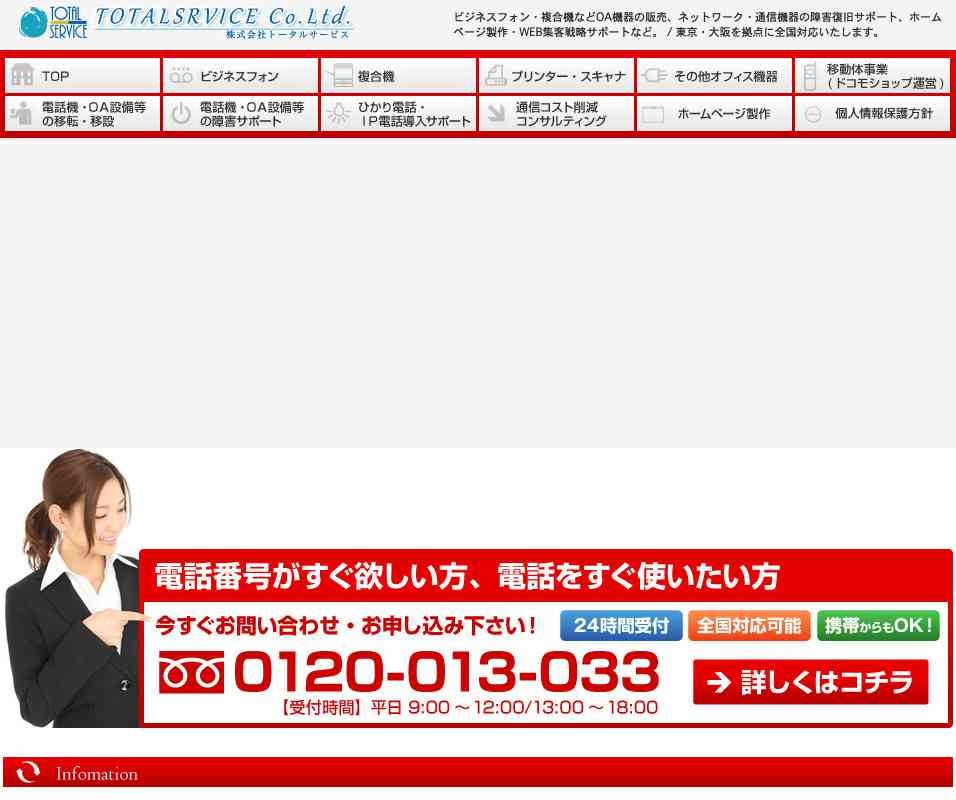 TOTAL SERVICE
TOTALSRVICE Co.Ltd.
株式会社トータルサービス
ビジネスフォン・複合機などOA機器の販売、ネットワーク・通信機器の障害復旧サポート、ホーム
ページ製作・WEB集客戦略サポートなど。 / 東京・大阪を拠点に全国対応いたします。
TOP
ビジネスフォン
複合機
プリンター・スキャナ
その他オフィス機器
移動体事業
(ドコモショップ運営)
電話機・OA設備等
の移転・移設
電話機・OA設備等
の障害サポート
ひかり電話・
IP電話導入サポート
通信コスト削減
コンサルティング
ホームページ製作
個人情報保護方針
電話番号がすぐ欲しい方、電話をすぐ使いたい方
今すぐお問い合わせ・お申し込み下さい!
24時間受付
全国対応可能
携帯からもOK!
0120-013-033
詳しくはコチラ
【受付時間】平日 9:00 ~ 12:00/13:00 ~ 18:00
Infomation